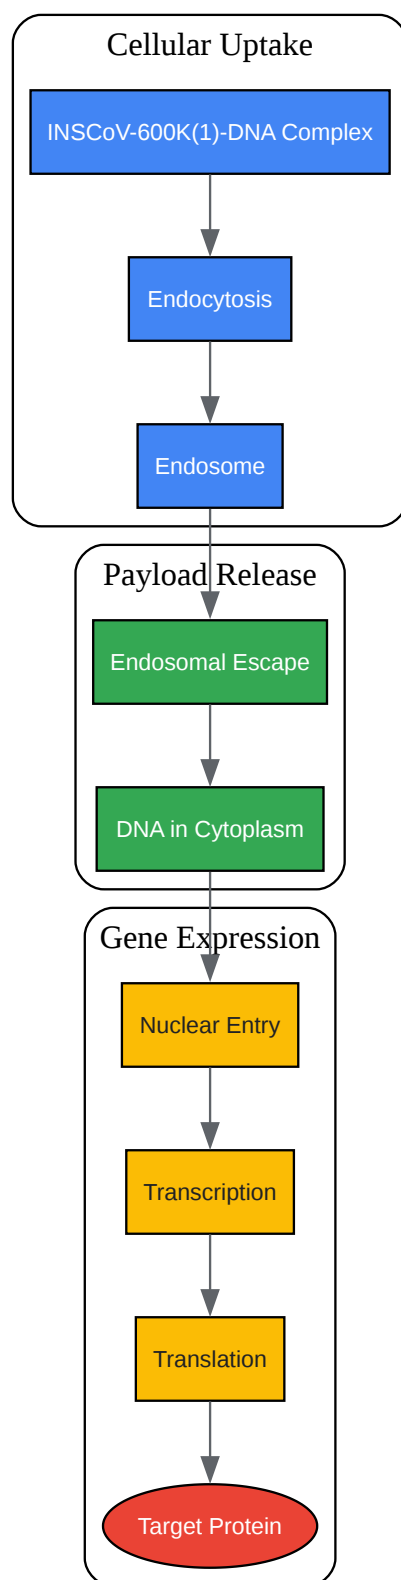 Cellular Uptake
INSCoV-600K(1)-DNA Complex
Endocytosis
Endosome
Payload Release
Endosomal Escape
DNA in Cytoplasm
Gene Expression
Nuclear Entry
Transcription
Translation
Target Protein